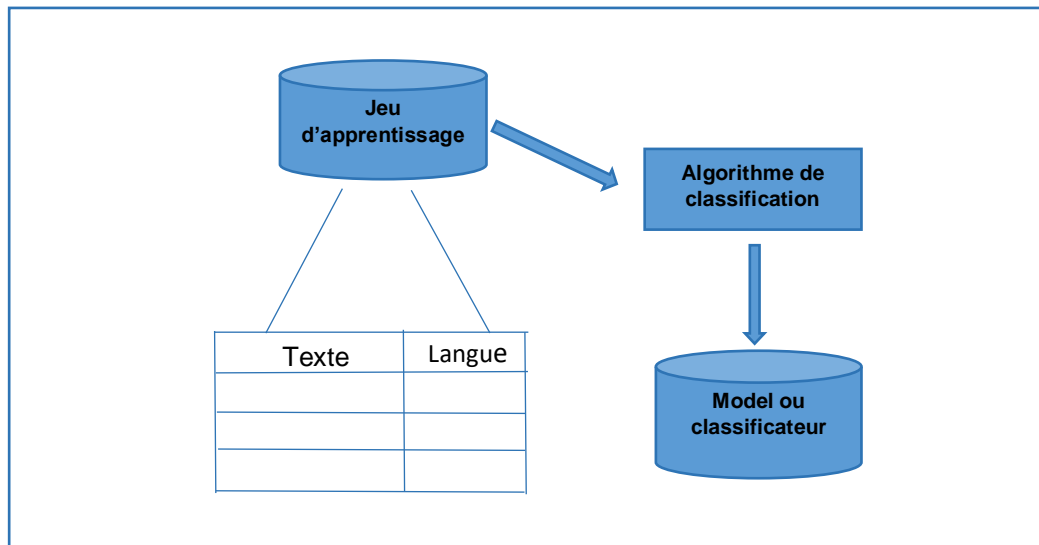 Jeu
d’apprentissage
Algorithme de
classification
Texte
Langue
Model ou
classificateur